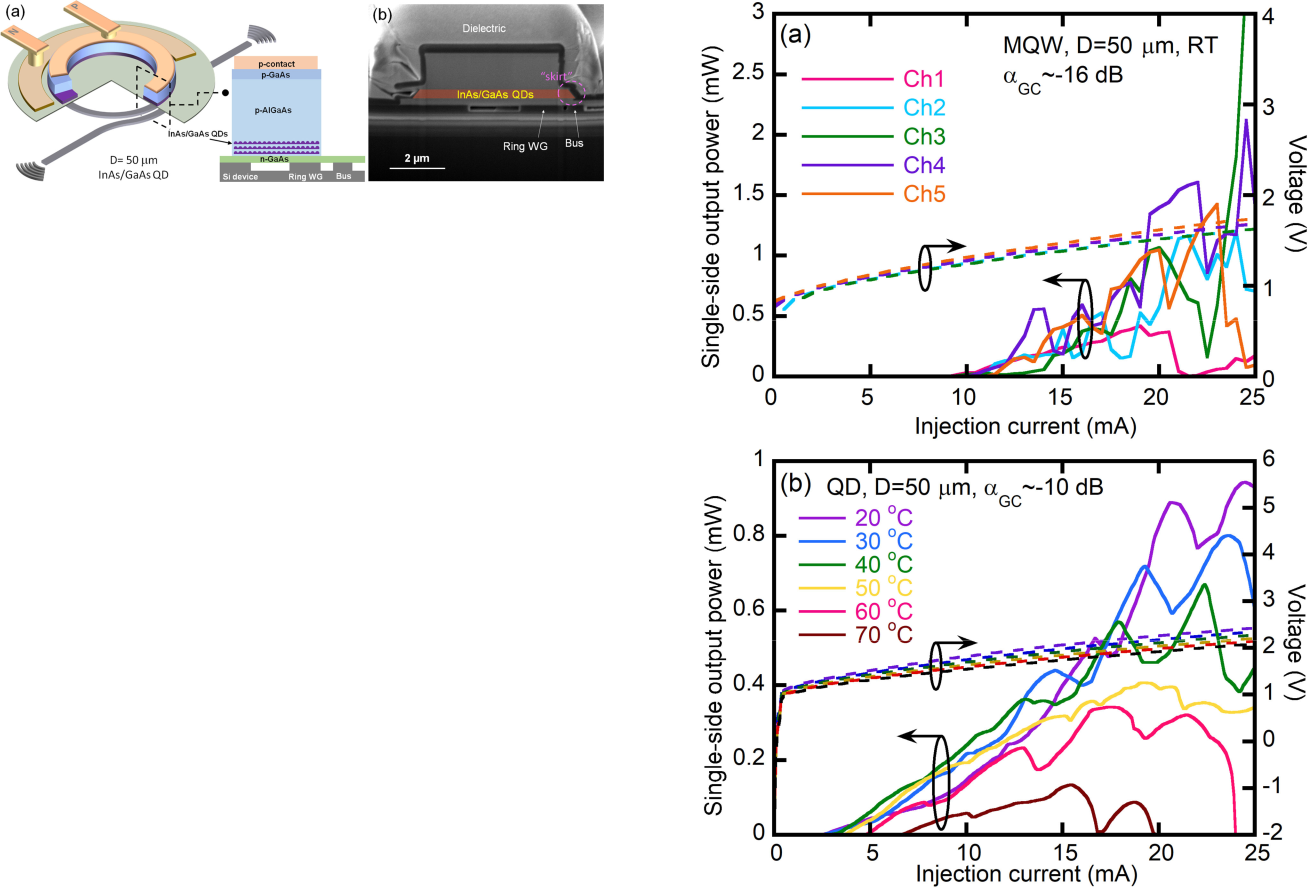 (a)
N
P
p-contact
p-GaAs
p-AlGaAs
InAs/GaAs QDs
n-GaAs
Si device
Ring WG
Bus
D= 50 μm
InAs/GaAs QD
(b)
Dielectric
"skirt"
InAs/GaAs QDs
Ring WG
Bus
2 μm
(a)
MQW, D=50 μm, RT
α_GC~-16 dB
Ch1
Ch2
Ch3
Ch4
Ch5
Single-side output power (mW)
3
2.5
2
1.5
1
0.5
0
4
3
2
1
0
Voltage (V)
0
5
10
15
20
25
Injection current (mA)
(b)
QD, D=50 μm, α_GC~-10 dB
20 °C
30 °C
40 °C
50 °C
60 °C
70 °C
Single-side output power (mW)
1
0.8
0.6
0.4
0.2
0
6
5
4
3
2
1
0
-1
-2
Voltage (V)
0
5
10
15
20
25
Injection current (mA)